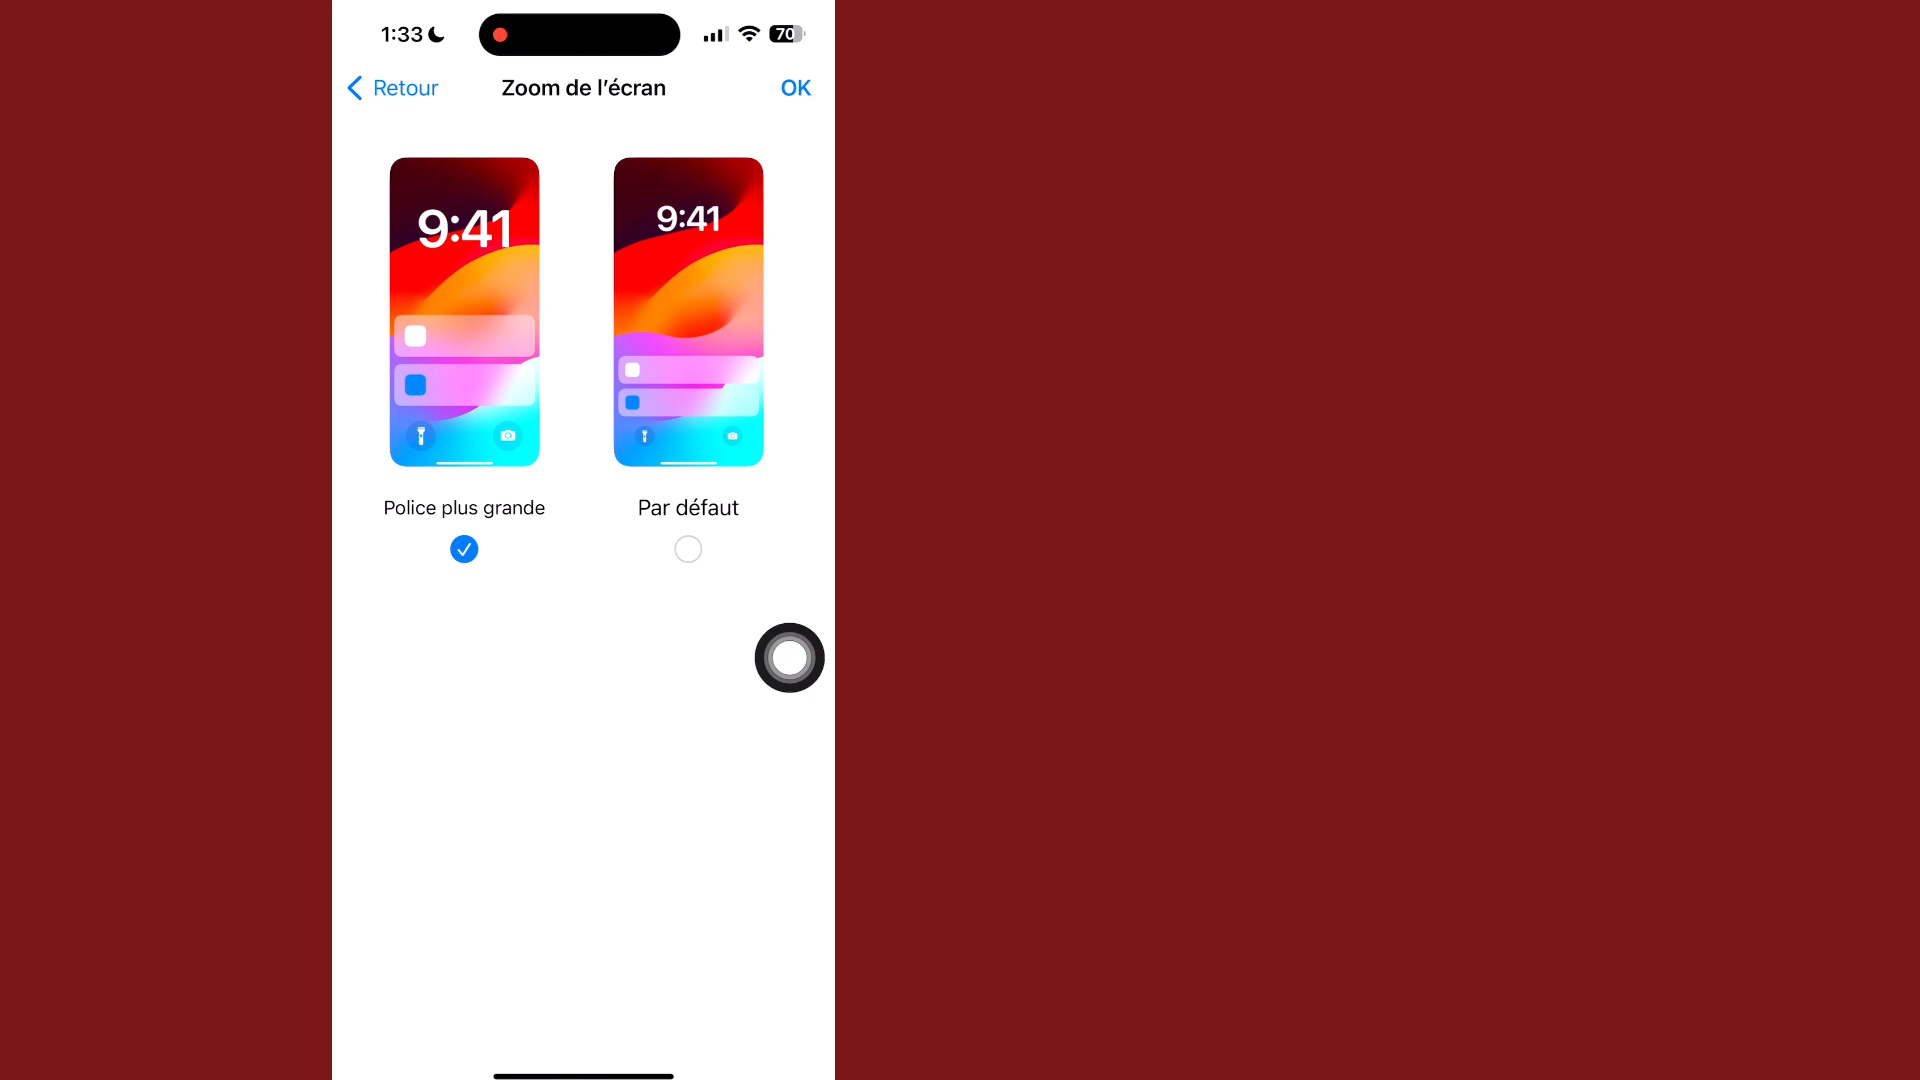 1:33
70
Retour
Zoom de l’écran
OK
9:41
9:41
Police plus grande
Par défaut